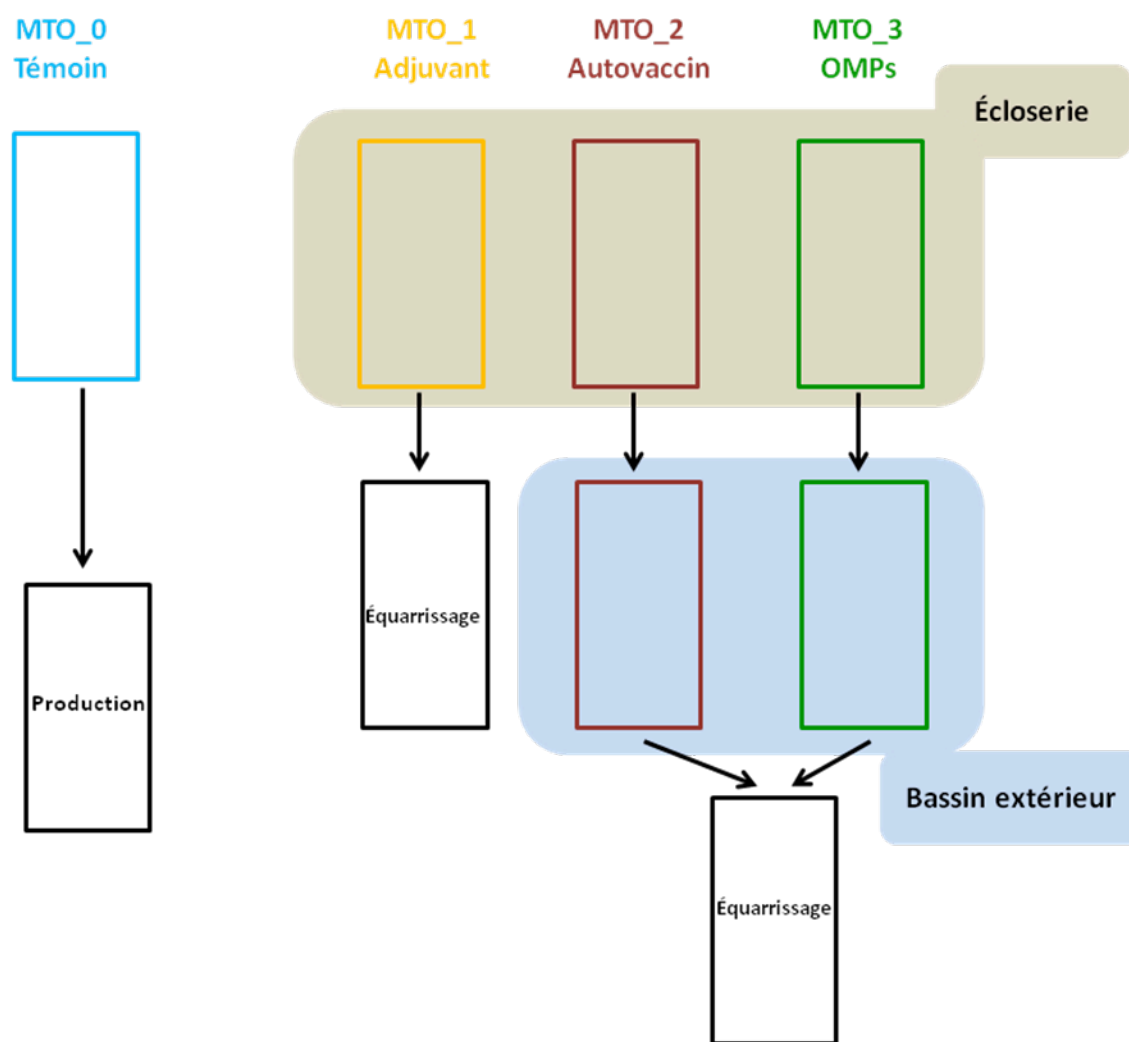 MTO_0
Témoin
MTO_1
Adjuvant
MTO_2
Autovaccin
MTO_3
OMPs
Écloserie
Équarrissage
Production
Bassin extérieur
Équarrissage